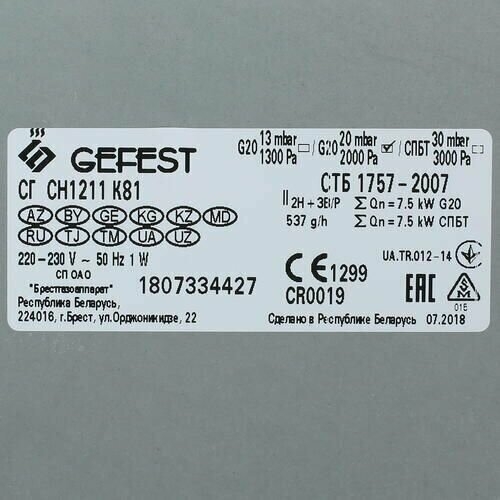 GEFEST
G20 13 mbar 1300 Pa / G20 20 mbar 2000 Pa / СПБТ 30 mbar 3000 Pa
СГ СН1211 К81
СТБ 1757-2007
II 2H + 3B/P Σ Qn = 7.5 kW G20
537 g/h Σ Qn = 7.5 kW СПБТ
AZ BY GE KG KZ MD
RU TJ TM UA UZ
220-230 V ~ 50 Hz 1 W
UA.TR.012-14
СП ОАО
"Брестгазоаппарат"
1807334427
CE 1299
CR0019
EAC
SM
Республика Беларусь,
224016, г.Брест, ул.Орджоникидзе, 22
Сделано в Республике Беларусь 07.2018